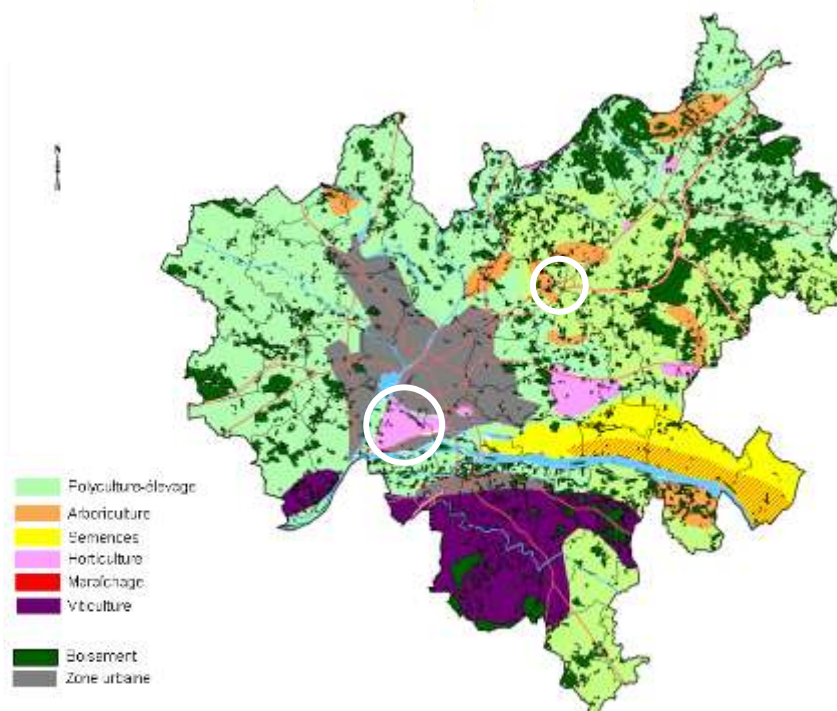 N
Polyculture-élevage
Arboriculture
Semences
Horticulture
Maraîchage
Viticulture
Boisement
Zone urbaine